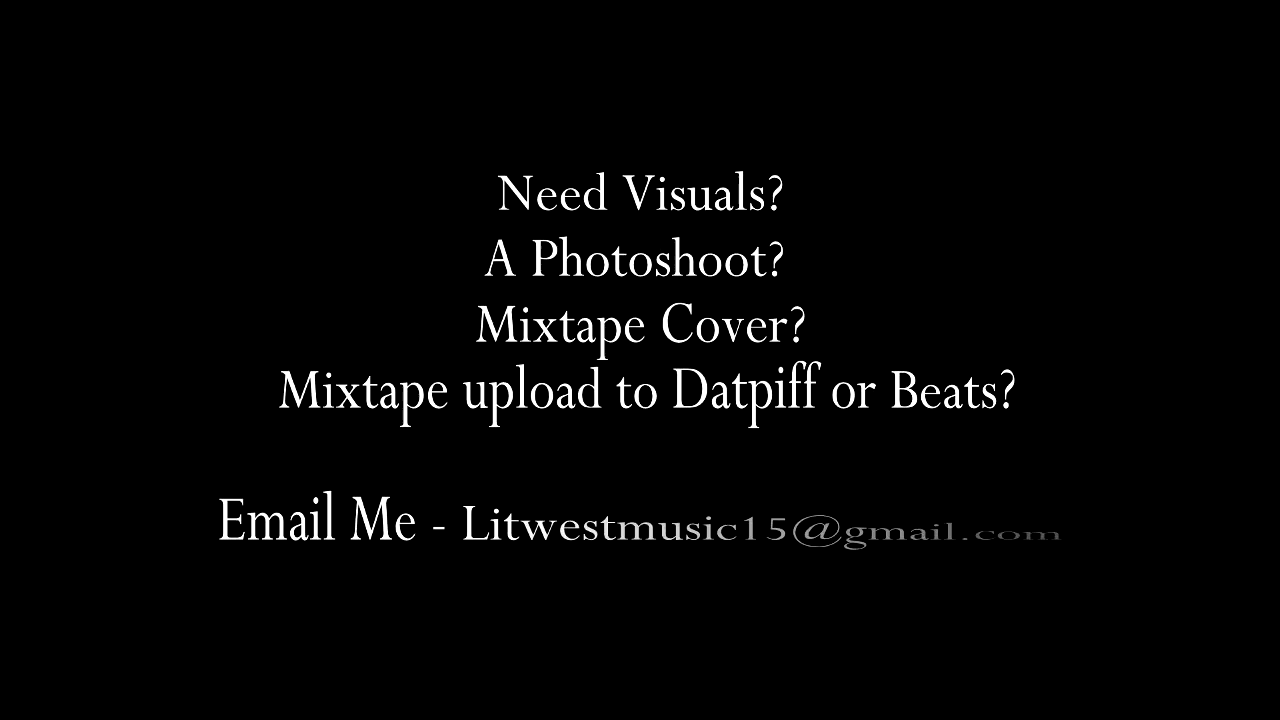 Need Visuals?
A Photoshoot?
Mixtape Cover?
Mixtape upload to Datpiff or Beats?
Email Me - Litwestmusic15@gmail.com